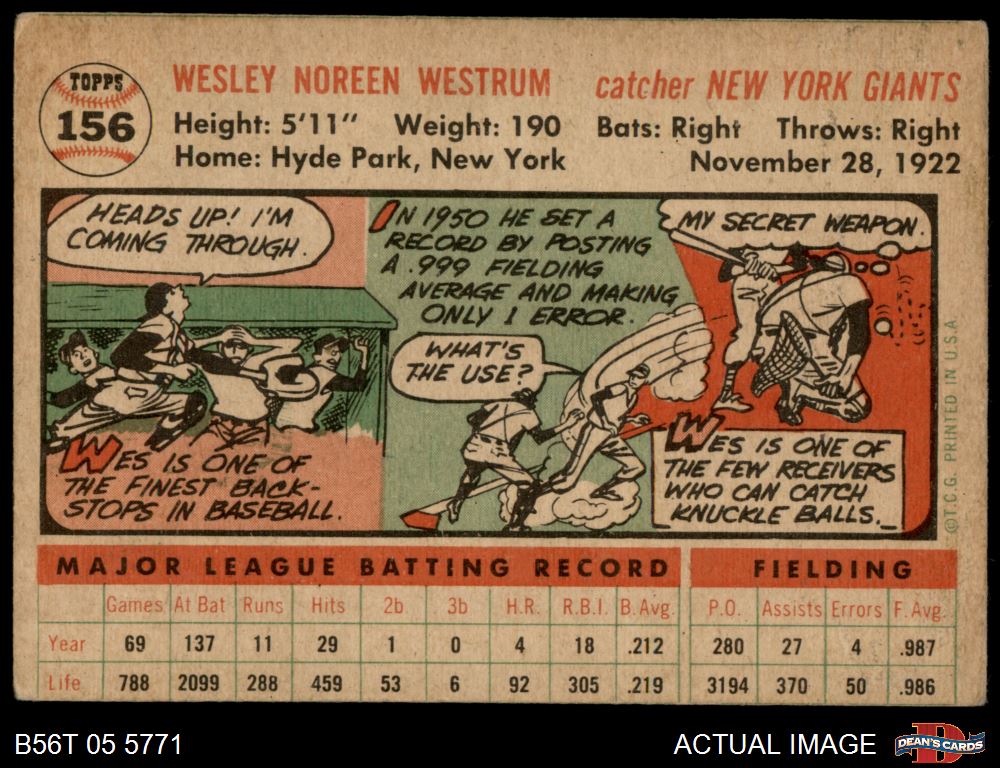 TOPPS
156
WESLEY NOREEN WESTRUM catcher NEW YORK GIANTS
Height: 5'11" Weight: 190 Bats: Right Throws: Right
Home: Hyde Park, New York November 28, 1922
HEADS UP! I'M
COMING THROUGH.
WES IS ONE OF
THE FINEST BACK-
STOPS IN BASEBALL.
IN 1950 HE SET A
RECORD BY POSTING
A .999 FIELDING
AVERAGE AND MAKING
ONLY 1 ERROR.
WHAT'S
THE USE?
MY SECRET WEAPON.
WES IS ONE OF
THE FEW RECEIVERS
WHO CAN CATCH
KNUCKLE BALLS.
©T.C.G. PRINTED IN U.S.A.
MAJOR LEAGUE BATTING RECORD FIELDING
Games At Bat Runs Hits 2b 3b H.R. R.B.I. B.Avg. P.O. Assists Errors F.Avg.
Year 69 137 11 29 1 0 4 18 .212 280 27 4 .987
Life 788 2099 288 459 53 6 92 305 .219 3194 370 50 .986
B56T 05 5771 ACTUAL IMAGE D DEAN'S CARDS